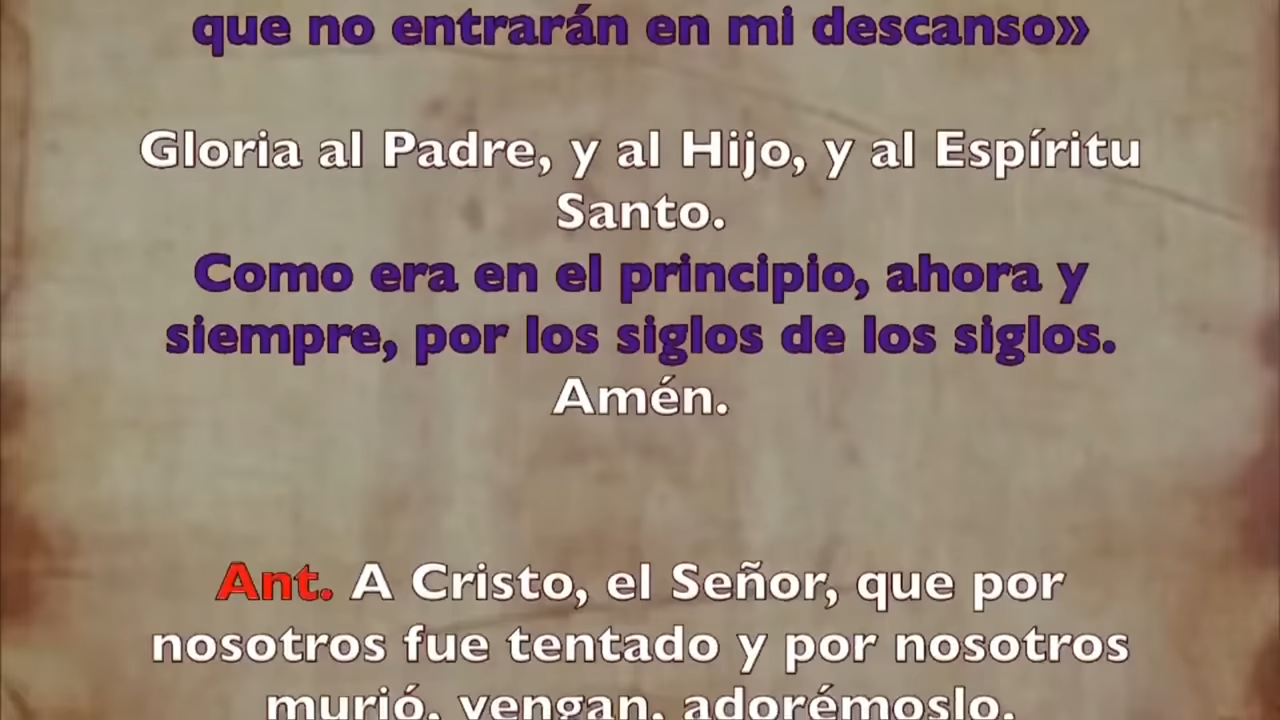 que no entrarán en mi descanso»
Gloria al Padre, y al Hijo, y al Espíritu
Santo.
Como era en el principio, ahora y
siempre, por los siglos de los siglos.
Amén.
Ant. A Cristo, el Señor, que por
nosotros fue tentado y por nosotros
murió, vengan, adorémoslo.